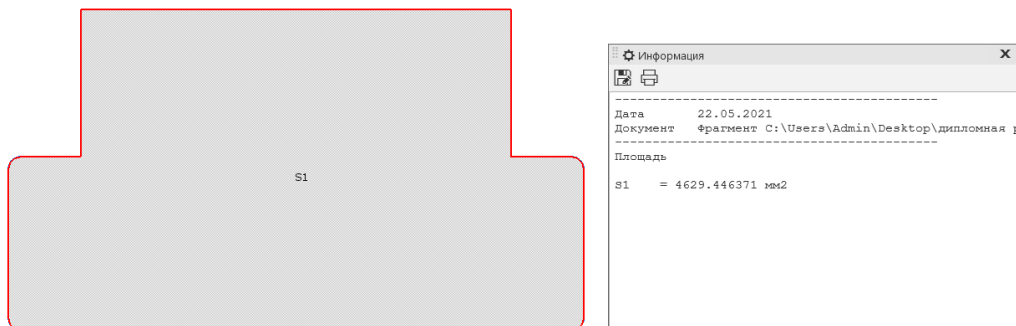 S1
Информация
------------------------------------------
Дата 22.05.2021
Документ Фрагмент C:\Users\Admin\Desktop\дипломная р
------------------------------------------
Площадь
S1 = 4629.446371 мм2